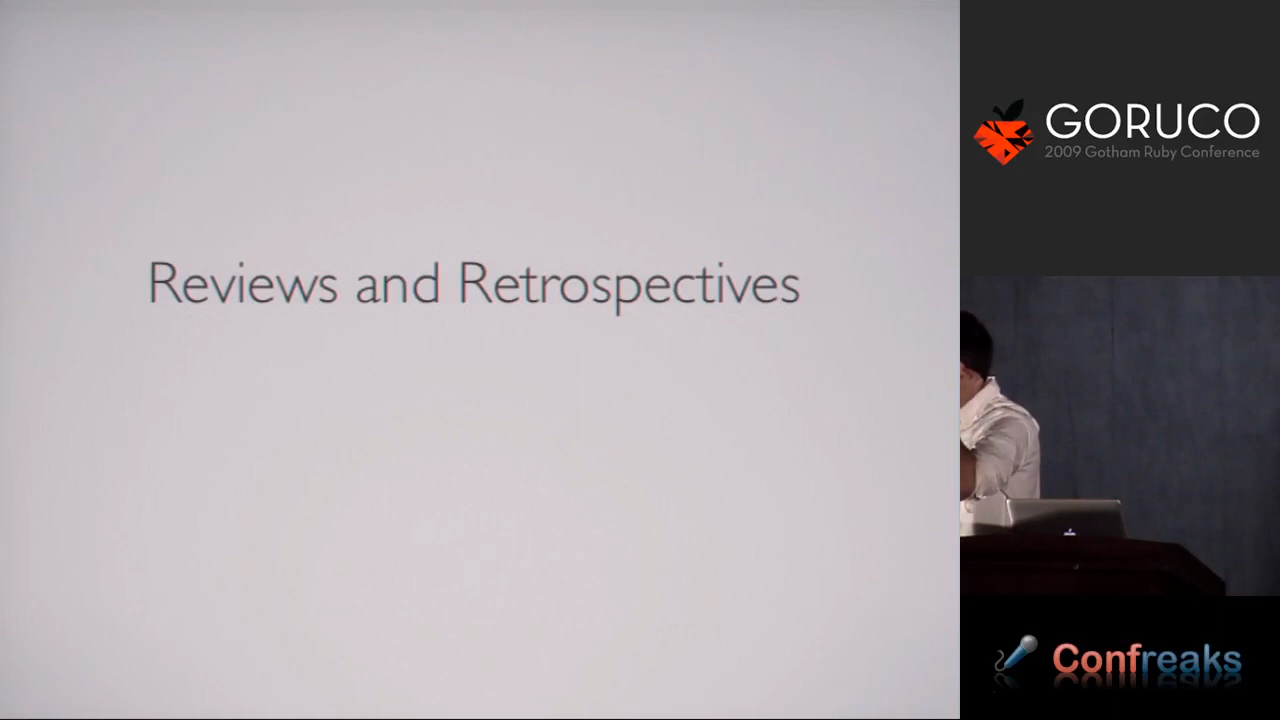 Reviews and Retrospectives
GORUCO
2009 Gotham Ruby Conference
Confreaks